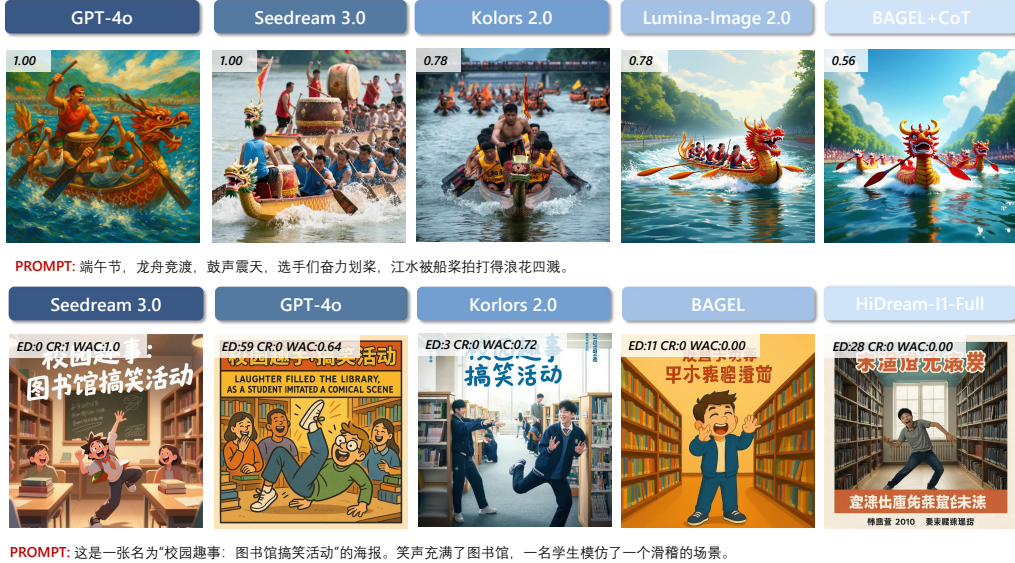 GPT-4o
Seedream 3.0
Kolors 2.0
Lumina-Image 2.0
BAGEL+CoT
1.00
1.00
0.78
0.78
0.56
PROMPT: 端午节，龙舟竞渡，鼓声震天，选手们奋力划桨，江水被船桨拍打得浪花四溅。
Seedream 3.0
GPT-4o
Korlors 2.0
BAGEL
HiDream-I1-Full
ED:0 CR:1 WAC:1.0
ED:59 CR:0 WAC:0.64
ED:3 CR:0 WAC:0.72
ED:11 CR:0 WAC:0.00
ED:28 CR:0 WAC:0.00
校园趣事：
图书馆搞笑活动
LAUGHTER FILLED THE LIBRARY,
AS A STUDENT IMITATED A COMICAL SCENE
校园趣事
搞笑活动
2010
PROMPT: 这是一张名为“校园趣事：图书馆搞笑活动”的海报。笑声充满了图书馆，一名学生模仿了一个滑稽的场景。